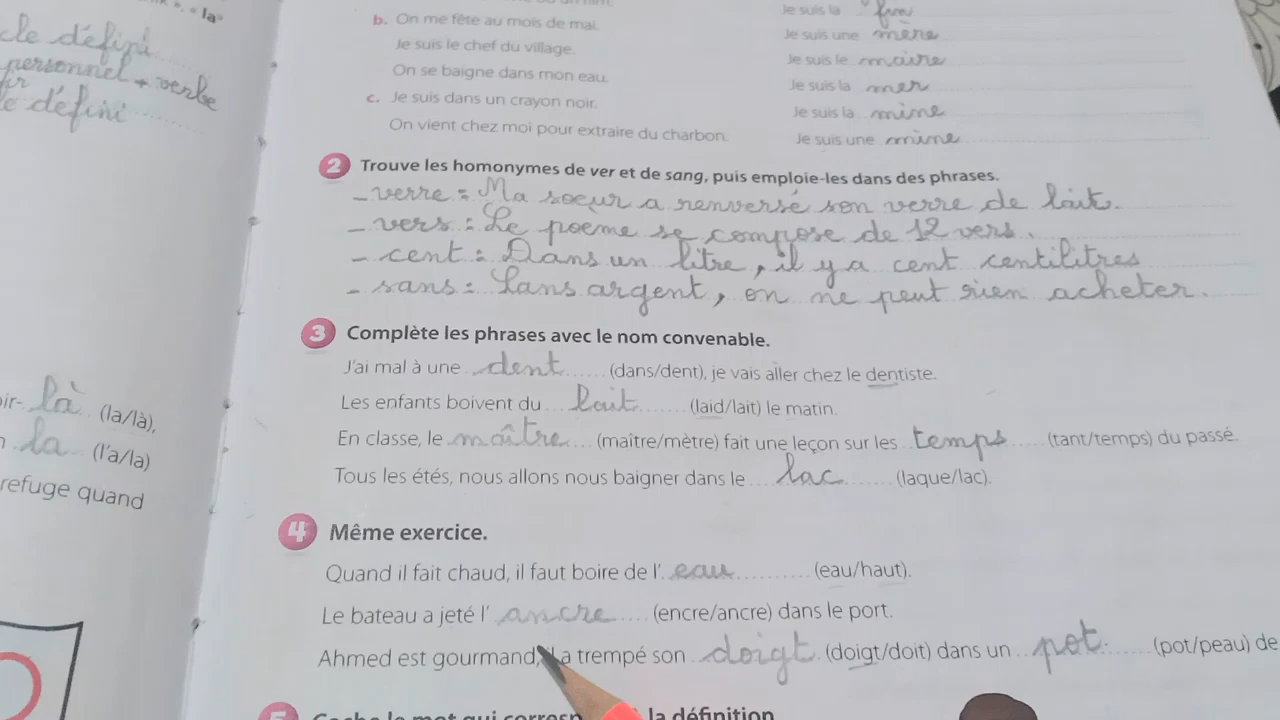 « la »
cle défini
personnel + verbe
le défini
b. On me fête au mois de mai. Je suis la fin
Je suis une mère
Je suis le chef du village. Je suis le maire
On se baigne dans mon eau. Je suis la mer
c. Je suis dans un crayon noir. Je suis la mine
On vient chez moi pour extraire du charbon. Je suis une mine
2 Trouve les homonymes de ver et de sang, puis emploie-les dans des phrases.
- verre : Ma soeur a renversé son verre de lait.
- vers : Le poeme se compose de 12 vers.
- cent : Dans un litre, il y a cent centilitres
- sans : Sans argent, on ne peut rien acheter.
3 Complète les phrases avec le nom convenable.
J'ai mal à une dent (dans/dent), je vais aller chez le dentiste.
Les enfants boivent du lait (laid/lait) le matin.
En classe, le maître (maître/mètre) fait une leçon sur les temps (tant/temps) du passé.
Tous les étés, nous allons nous baigner dans le lac (laque/lac).
oir- là (la/là),
la (l'a/la)
refuge quand
4 Même exercice.
Quand il fait chaud, il faut boire de l'eau (eau/haut).
Le bateau a jeté l'ancre (encre/ancre) dans le port.
Ahmed est gourmand, a trempé son doigt (doigt/doit) dans un pot (pot/peau) de
5 le mot qui la définition